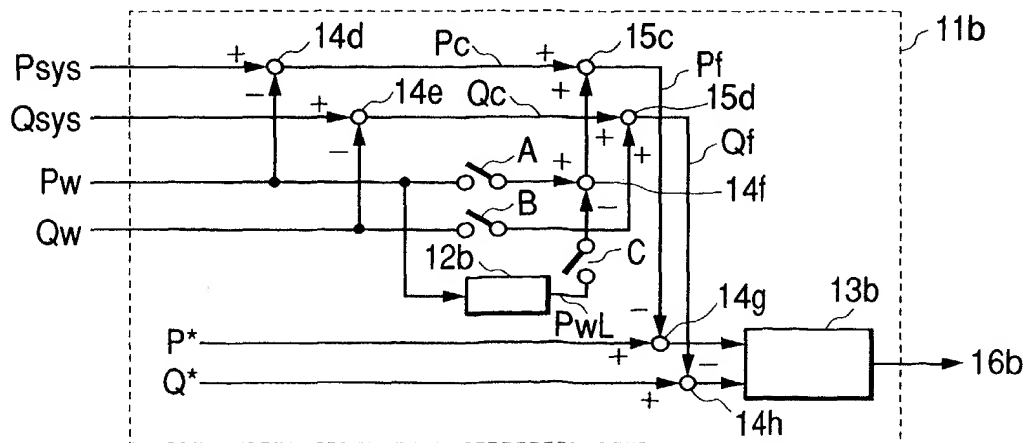 14d
Pc
15c
11b
Psys
+
+
Pf
−
+
14e
Qc
15d
Qsys
+
+
+
Qf
−
A
Pw
+
14f
−
B
Qw
C
12b
PwL
−
14g
13b
P*
+
−
16b
Q*
+
14h